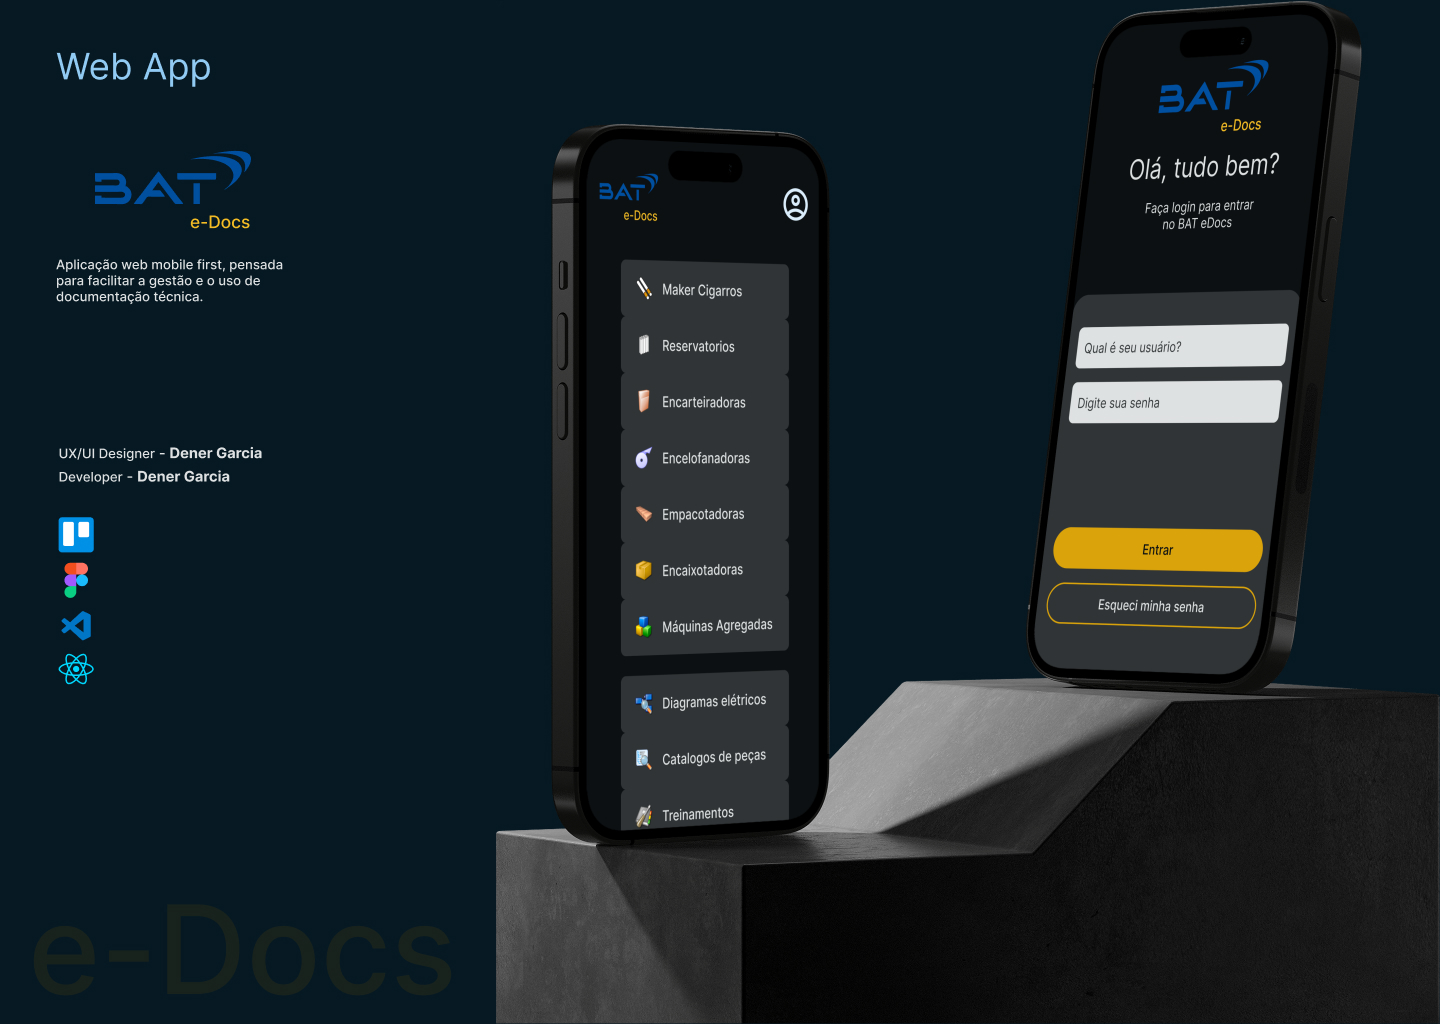 Web App
BAT
e-Docs
Aplicação web mobile first, pensada
para facilitar a gestão e o uso de
documentação técnica.
UX/UI Designer - Dener Garcia
Developer - Dener Garcia
e-Docs
BAT
e-Docs
Maker Cigarros
Reservatorios
Encarteiradoras
Encelofanadoras
Empacotadoras
Encaixotadoras
Máquinas Agregadas
Diagramas elétricos
Catalogos de peças
Treinamentos
BAT
e-Docs
Olá, tudo bem?
Faça login para entrar
no BAT eDocs
Qual é seu usuário?
Digite sua senha
Entrar
Esqueci minha senha